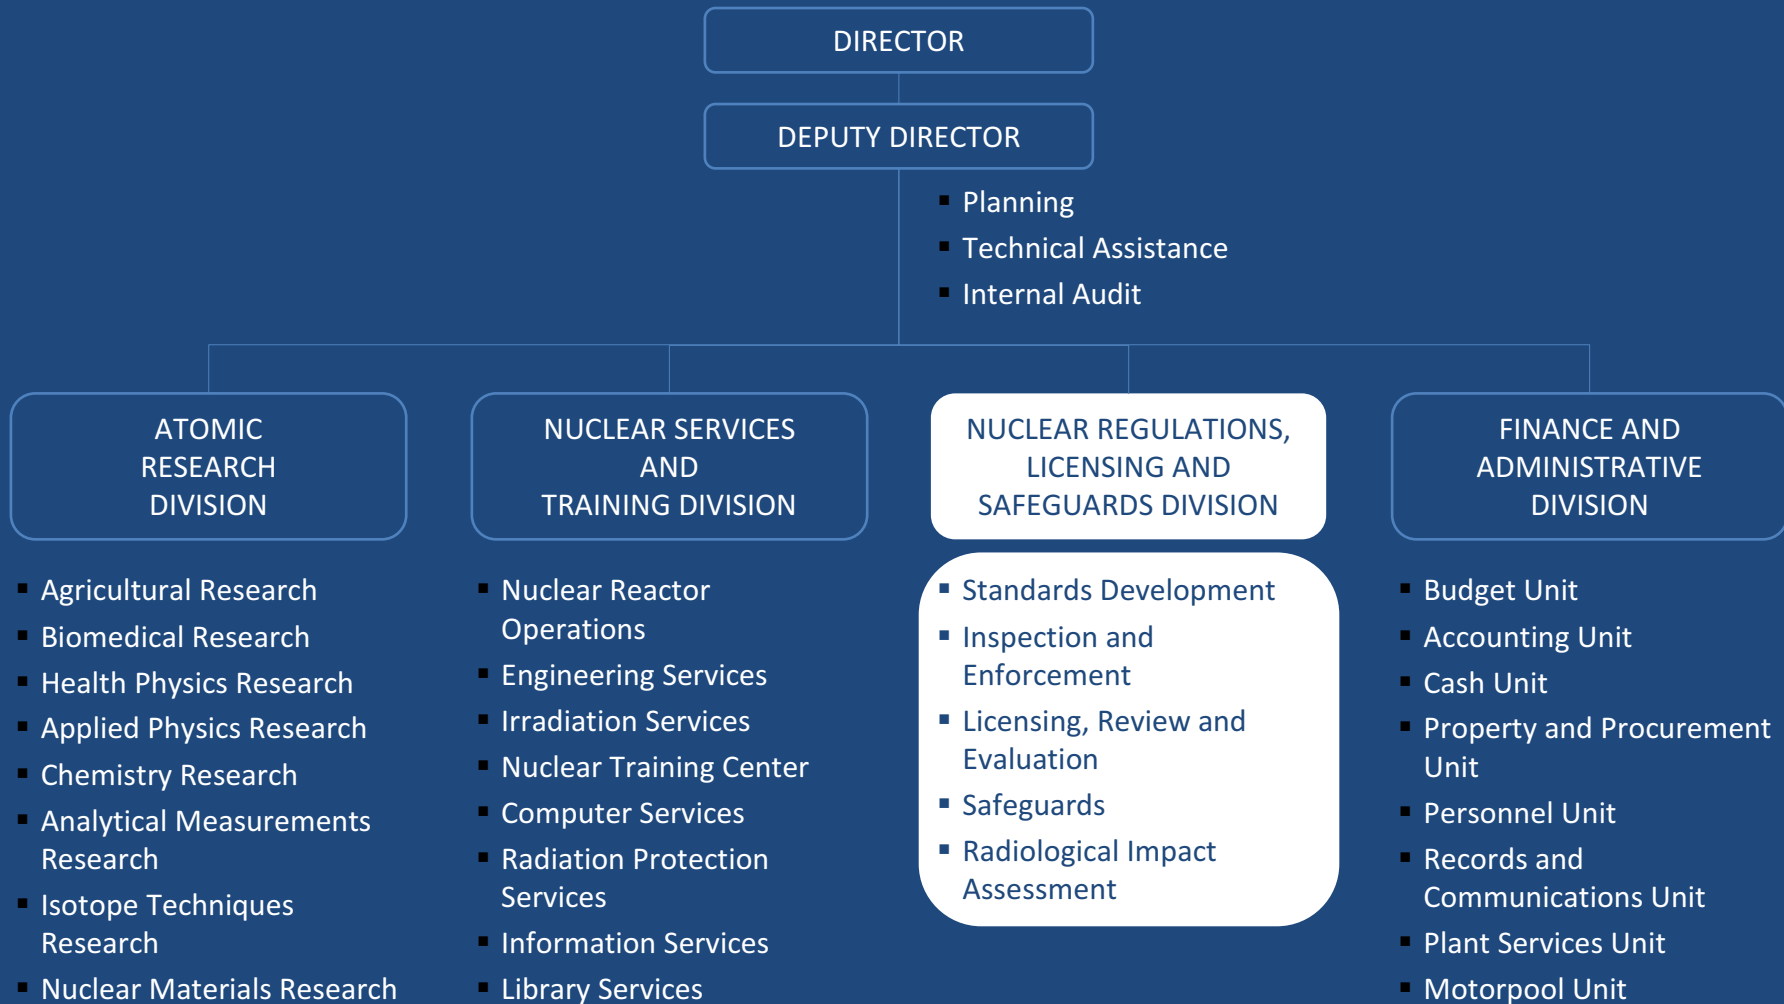 DIRECTOR
DEPUTY DIRECTOR
▪ Planning
▪ Technical Assistance
▪ Internal Audit
ATOMIC
RESEARCH
DIVISION
▪ Agricultural Research
▪ Biomedical Research
▪ Health Physics Research
▪ Applied Physics Research
▪ Chemistry Research
▪ Analytical Measurements
Research
▪ Isotope Techniques
Research
▪ Nuclear Materials Research
NUCLEAR SERVICES
AND
TRAINING DIVISION
▪ Nuclear Reactor
Operations
▪ Engineering Services
▪ Irradiation Services
▪ Nuclear Training Center
▪ Computer Services
▪ Radiation Protection
Services
▪ Information Services
▪ Library Services
NUCLEAR REGULATIONS,
LICENSING AND
SAFEGUARDS DIVISION
▪ Standards Development
▪ Inspection and
Enforcement
▪ Licensing, Review and
Evaluation
▪ Safeguards
▪ Radiological Impact
Assessment
FINANCE AND
ADMINISTRATIVE
DIVISION
▪ Budget Unit
▪ Accounting Unit
▪ Cash Unit
▪ Property and Procurement
Unit
▪ Personnel Unit
▪ Records and
Communications Unit
▪ Plant Services Unit
▪ Motorpool Unit